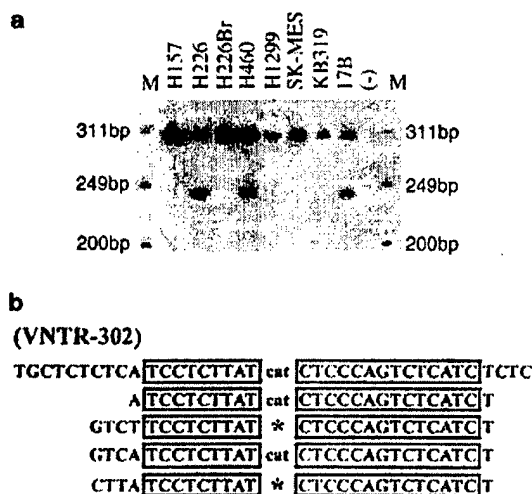 a
M H157 H226 H226Br H460 H1299 SK-MES KB319 17B (-) M
311bp 311bp
249bp 249bp
200bp 200bp
b
(VNTR-302)
TGCTCTCTCA TCCTCTTAT cat CTCCCAGTCTCATC TCTC
A TCCTCTTAT cat CTCCCAGTCTCATC T
GTCT TCCTCTTAT * CTCCCAGTCTCATC T
GTCA TCCTCTTAT cat CTCCCAGTCTCATC T
CTTA TCCTCTTAT * CTCCCAGTCTCATC T